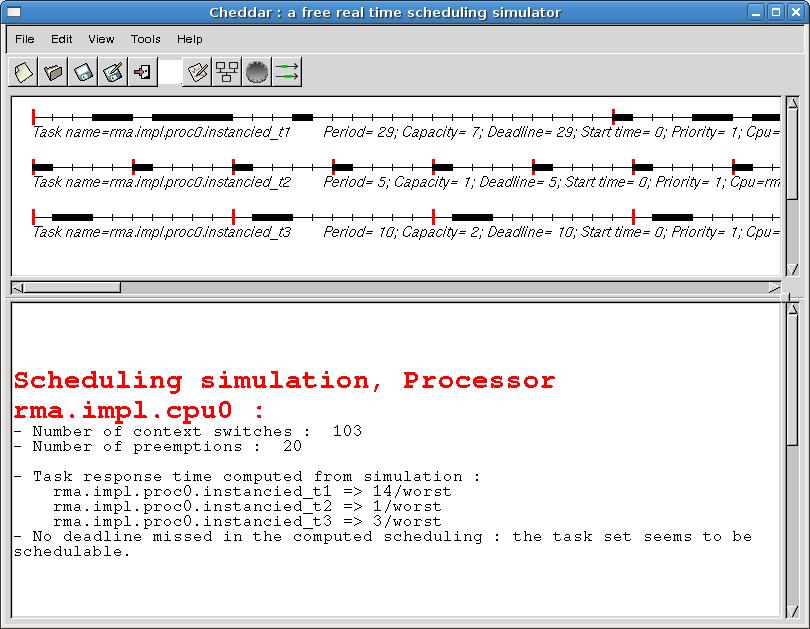 Cheddar : a free real time scheduling simulator
File Edit View Tools Help
Task name=rma.impl.proc0.instancied_t1 Period= 29; Capacity= 7; Deadline= 29; Start time= 0; Priority= 1; Cpu=
Task name=rma.impl.proc0.instancied_t2 Period= 5; Capacity= 1; Deadline= 5; Start time= 0; Priority= 1; Cpu=rm
Task name=rma.impl.proc0.instancied_t3 Period= 10; Capacity= 2; Deadline= 10; Start time= 0; Priority= 1; Cpu=
Scheduling simulation, Processor
rma.impl.cpu0 :
- Number of context switches : 103
- Number of preemptions : 20
- Task response time computed from simulation :
rma.impl.proc0.instancied_t1 => 14/worst
rma.impl.proc0.instancied_t2 => 1/worst
rma.impl.proc0.instancied_t3 => 3/worst
- No deadline missed in the computed scheduling : the task set seems to be
schedulable.